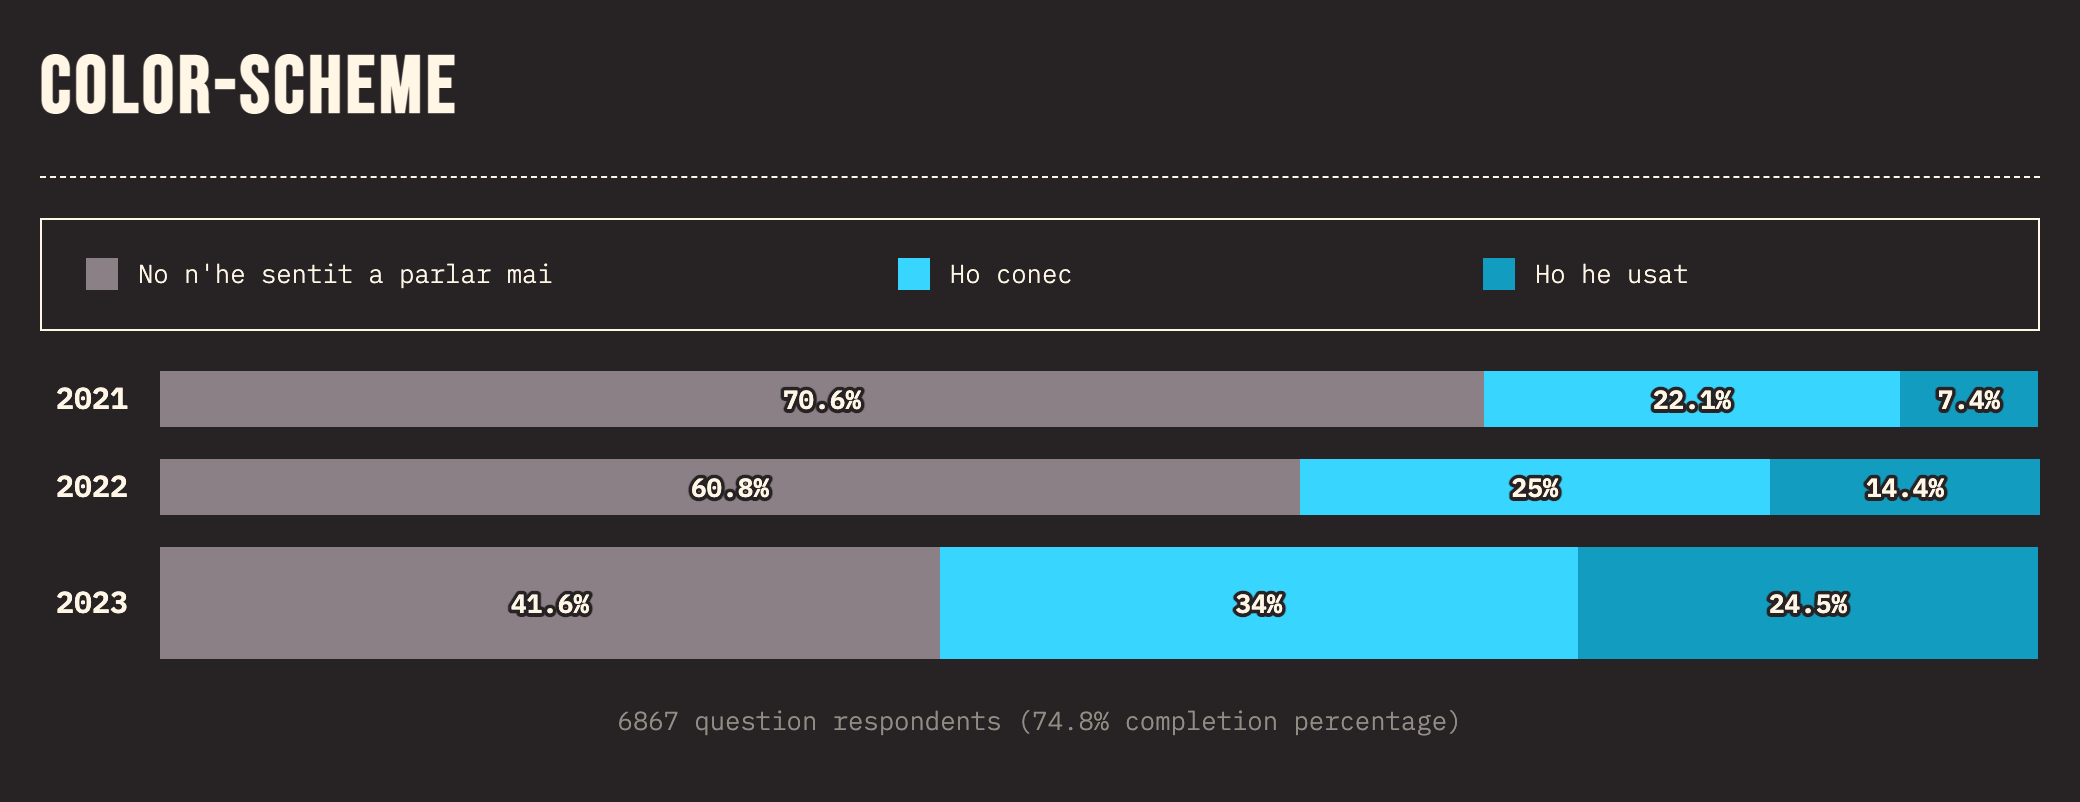 COLOR-SCHEME
No n'he sentit a parlar mai Ho conec Ho he usat
2021 70.6% 22.1% 7.4%
2022 60.8% 25% 14.4%
2023 41.6% 34% 24.5%
6867 question respondents (74.8% completion percentage)